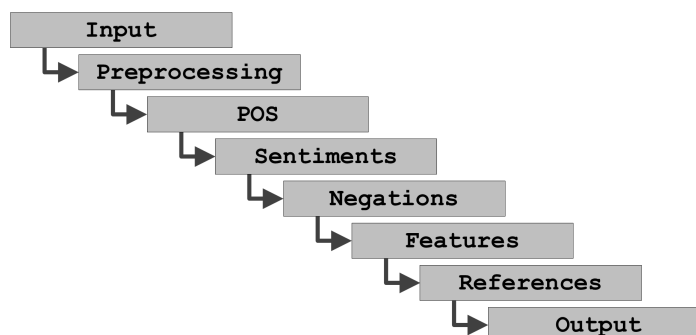 Input
Preprocessing
POS
Sentiments
Negations
Features
References
Output